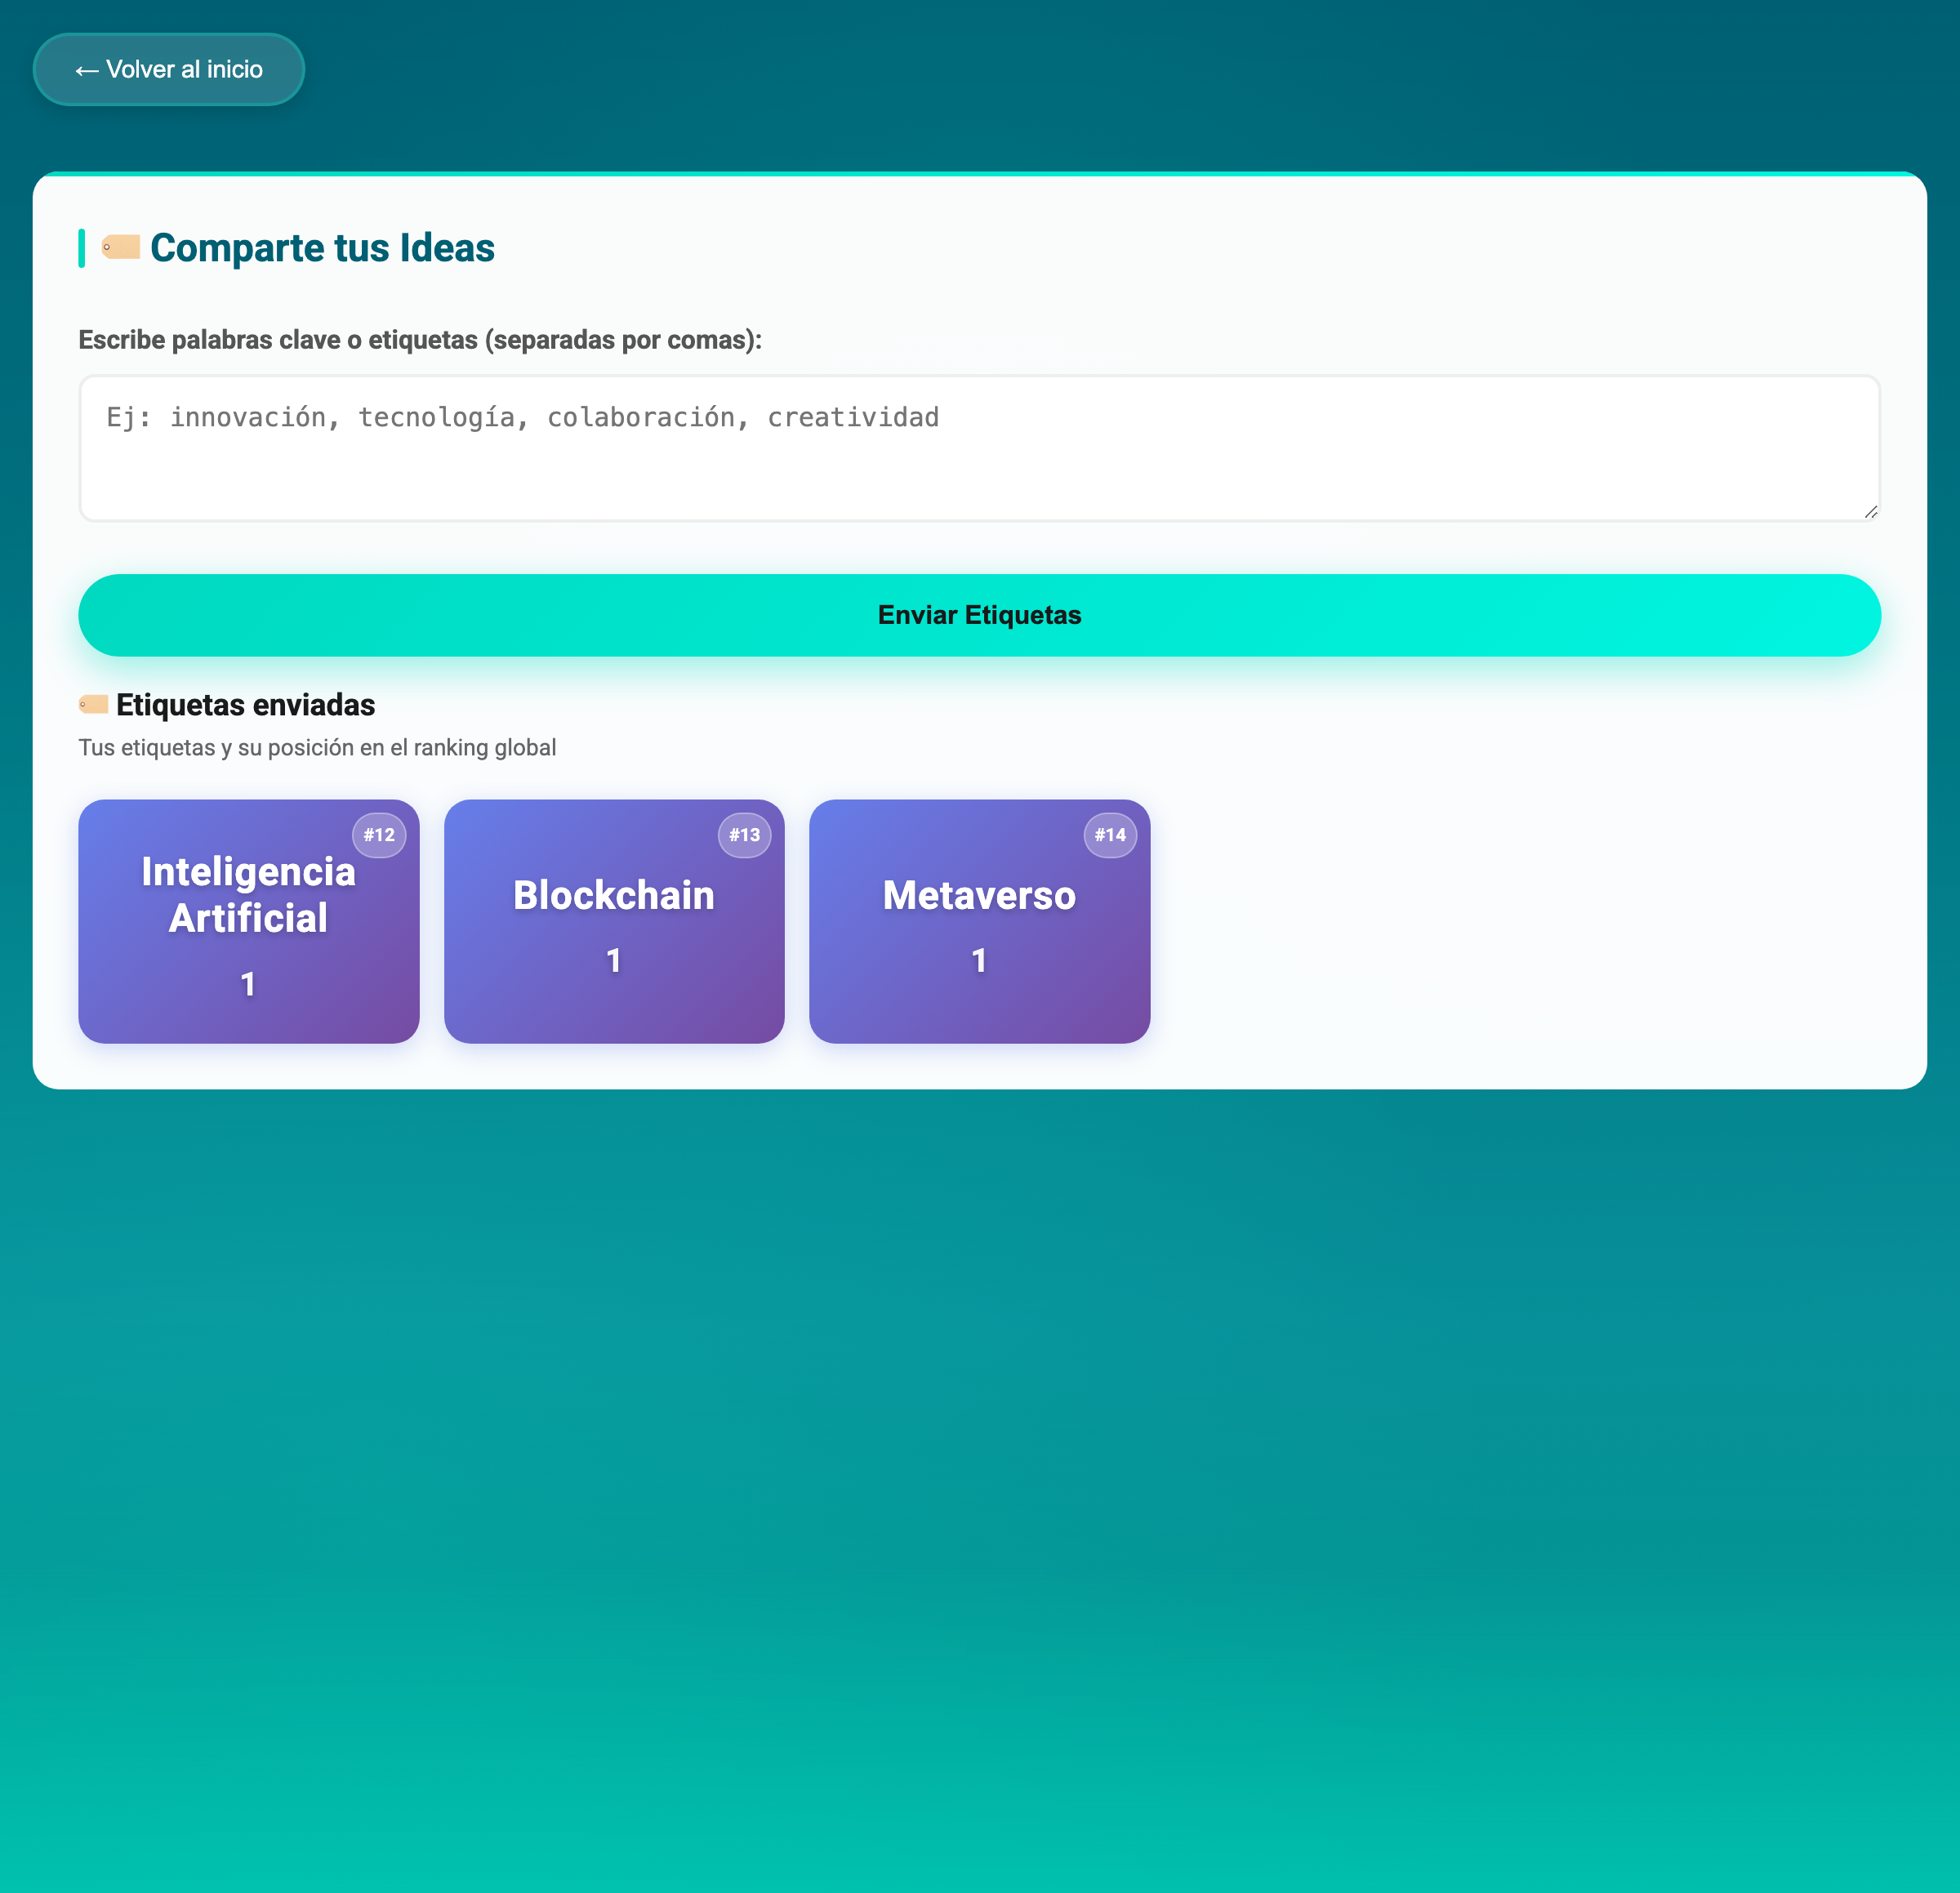 ← Volver al inicio
Comparte tus Ideas
Escribe palabras clave o etiquetas (separadas por comas):
Ej: innovación, tecnología, colaboración, creatividad
Enviar Etiquetas
Etiquetas enviadas
Tus etiquetas y su posición en el ranking global
#12
Inteligencia
Artificial
1
#13
Blockchain
1
#14
Metaverso
1